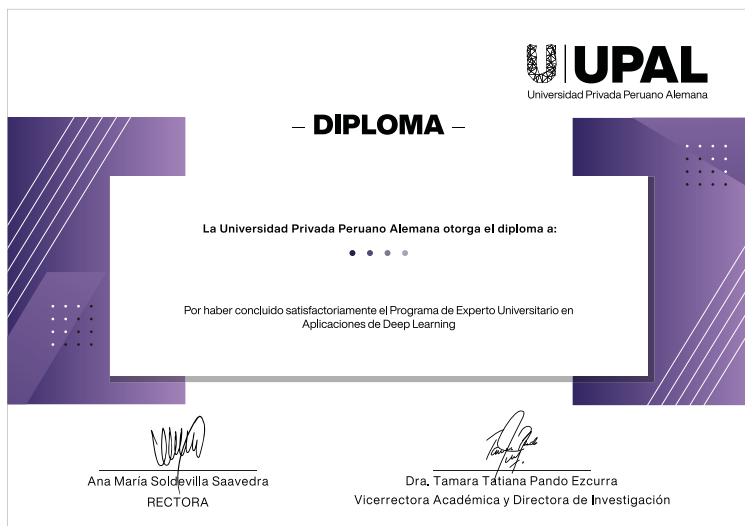 UPAL
Universidad Privada Peruano Alemana
– DIPLOMA –
La Universidad Privada Peruano Alemana otorga el diploma a:
Por haber concluido satisfactoriamente el Programa de Experto Universitario en
Aplicaciones de Deep Learning
Ana María Soldevilla Saavedra
RECTORA
Dra. Tamara Tatiana Pando Ezcurra
Vicerrectora Académica y Directora de Investigación